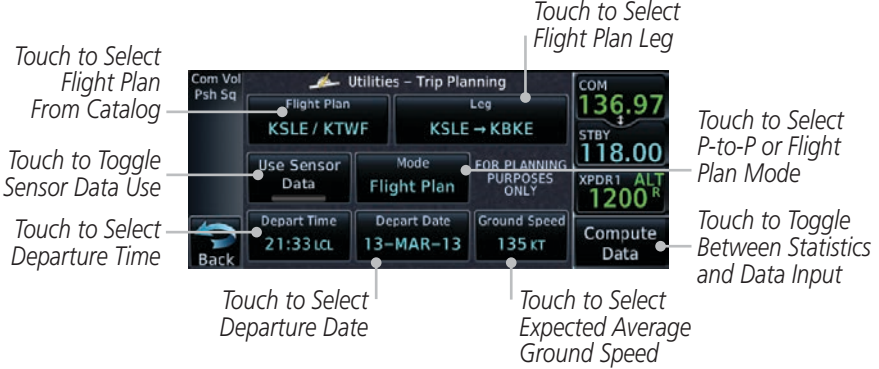 Touch to Select
Flight Plan Leg
Touch to Select
Flight Plan
From Catalog
Touch to Toggle
Sensor Data Use
Touch to Select
Departure Time
Com Vol
Psh Sq
Utilities – Trip Planning
Flight Plan
KSLE / KTWF
Leg
KSLE → KBKE
Use Sensor
Data
Mode
Flight Plan
FOR PLANNING
PURPOSES
ONLY
Depart Time
21:33 LCL
Depart Date
13–MAR–13
Ground Speed
135 KT
Back
COM
136.97
STBY
118.00
XPDR1 ALT
1200 R
Compute
Data
Touch to Select
P-to-P or Flight
Plan Mode
Touch to Toggle
Between Statistics
and Data Input
Touch to Select
Departure Date
Touch to Select
Expected Average
Ground Speed